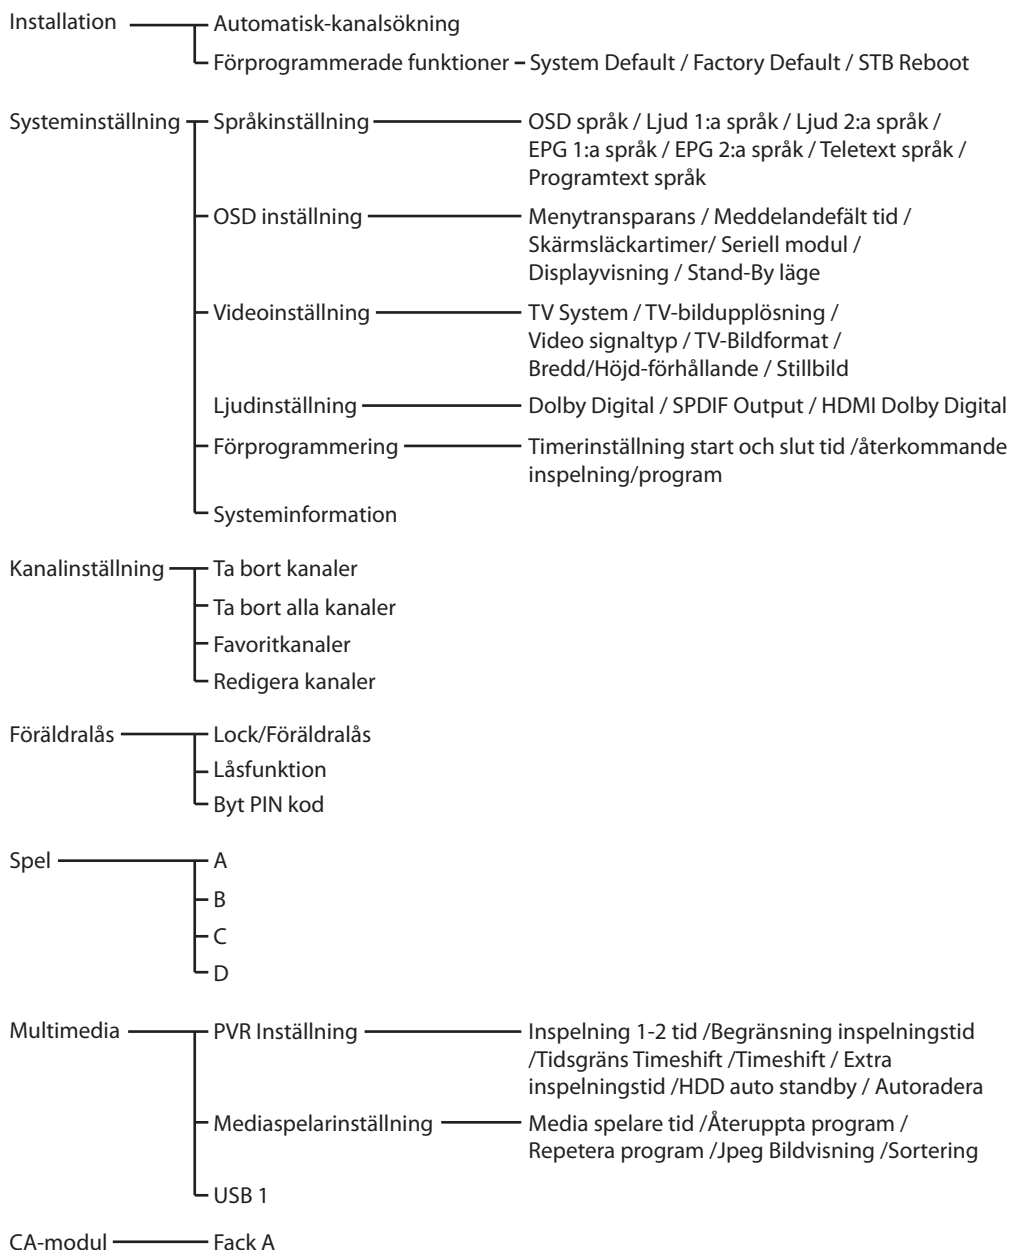 Installation
Automatisk-kanalsökning
Förprogrammerade funktioner – System Default / Factory Default / STB Reboot
Systeminställning
Språkinställning
OSD språk / Ljud 1:a språk / Ljud 2:a språk /
EPG 1:a språk / EPG 2:a språk / Teletext språk /
Programtext språk
OSD inställning
Menytransparans / Meddelandefält tid /
Skärmsläckartimer/ Seriell modul /
Displayvisning / Stand-By läge
Videoinställning
TV System / TV-bildupplösning /
Video signaltyp / TV-Bildformat /
Bredd/Höjd-förhållande / Stillbild
Ljudinställning
Dolby Digital / SPDIF Output / HDMI Dolby Digital
Förprogrammering
Timerinställning start och slut tid /återkommande
inspelning/program
Systeminformation
Kanalinställning
Ta bort kanaler
Ta bort alla kanaler
Favoritkanaler
Redigera kanaler
Föräldralås
Lock/Föräldralås
Låsfunktion
Byt PIN kod
Spel
A
B
C
D
Multimedia
PVR Inställning
Inspelning 1-2 tid /Begränsning inspelningstid
/Tidsgräns Timeshift /Timeshift / Extra
inspelningstid /HDD auto standby / Autoradera
Mediaspelarinställning
Media spelare tid /Återuppta program /
Repetera program /Jpeg Bildvisning /Sortering
USB 1
CA-modul
Fack A